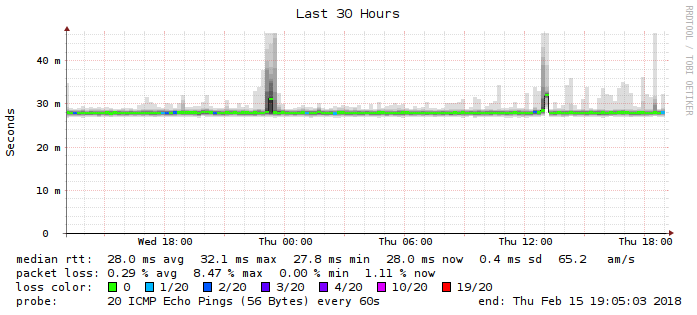 Last 30 Hours
RRDTOOL / TOBI OETIKER
Seconds
40 m
30 m
20 m
10 m
0
Wed 18:00 Thu 00:00 Thu 06:00 Thu 12:00 Thu 18:00
median rtt: 28.0 ms avg 32.1 ms max 27.8 ms min 28.0 ms now 0.4 ms sd 65.2 am/s
packet loss: 0.29 % avg 8.47 % max 0.00 % min 1.11 % now
loss color: 0 1/20 2/20 3/20 4/20 10/20 19/20
probe: 20 ICMP Echo Pings (56 Bytes) every 60s end: Thu Feb 15 19:05:03 2018